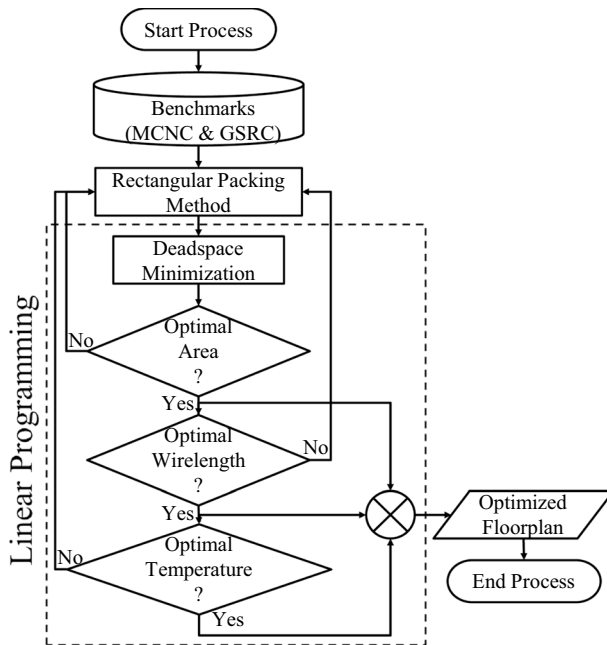 Start Process
Benchmarks
(MCNC & GSRC)
Rectangular Packing
Method
Deadspace
Minimization
Linear Programming
No
Optimal
Area
?
Yes
Optimal
Wirelength
?
No
Yes
Optimal
Temperature
?
No
Yes
Optimized
Floorplan
End Process